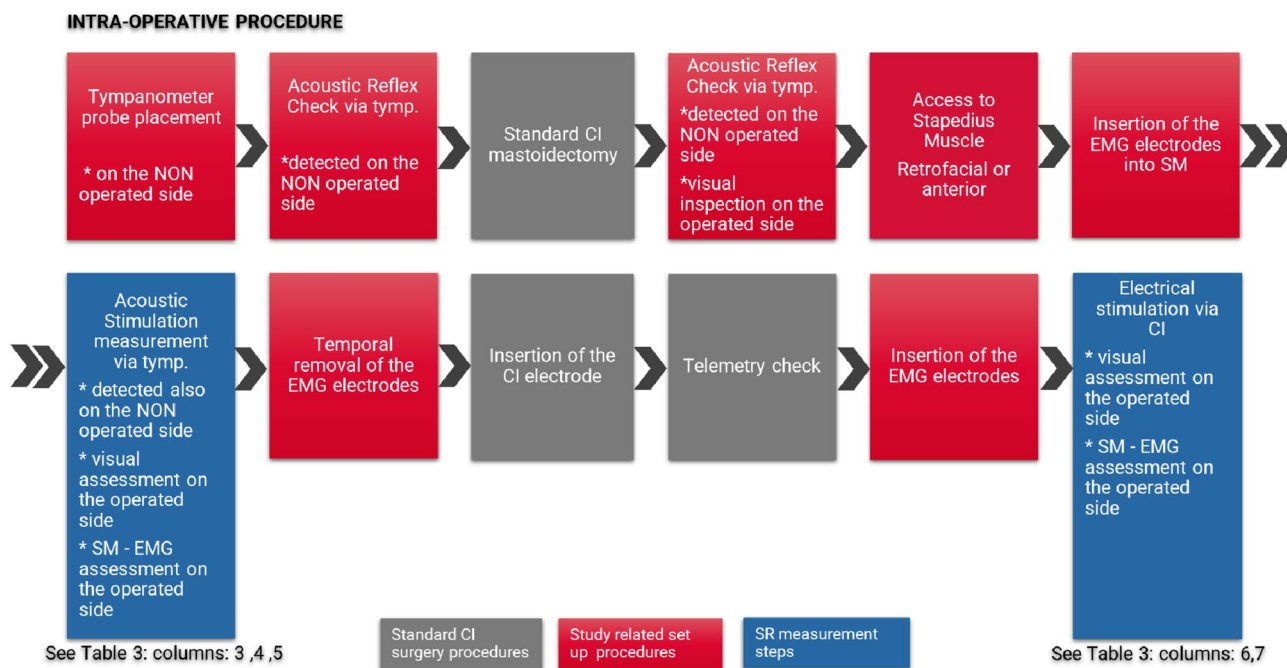 INTRA-OPERATIVE PROCEDURE
Tympanometer
probe placement
* on the NON
operated side
Acoustic Reflex
Check via tymp.
*detected on the
NON operated
side
Standard CI
mastoidectomy
Acoustic Reflex
Check via tymp.
*detected on the
NON operated side
*visual
inspection on the
operated side
Access to
Stapedius
Muscle
Retrofacial or
anterior
Insertion of the
EMG electrodes
into SM
Acoustic
Stimulation
measurement
via tymp.
* detected also
on the NON
operated side
* visual
assessment on
the operated
side
* SM - EMG
assessment on
the operated
side
Temporal
removal of the
EMG electrodes
Insertion of the
CI electrode
Telemetry check
Insertion of the
EMG electrodes
Electrical
stimulation via
CI
* visual
assessment on
the operated
side
* SM - EMG
assessment on
the operated
side
See Table 3: columns: 3 ,4 ,5
Standard CI
surgery procedures
Study related set
up procedures
SR measurement
steps
See Table 3: columns: 6,7